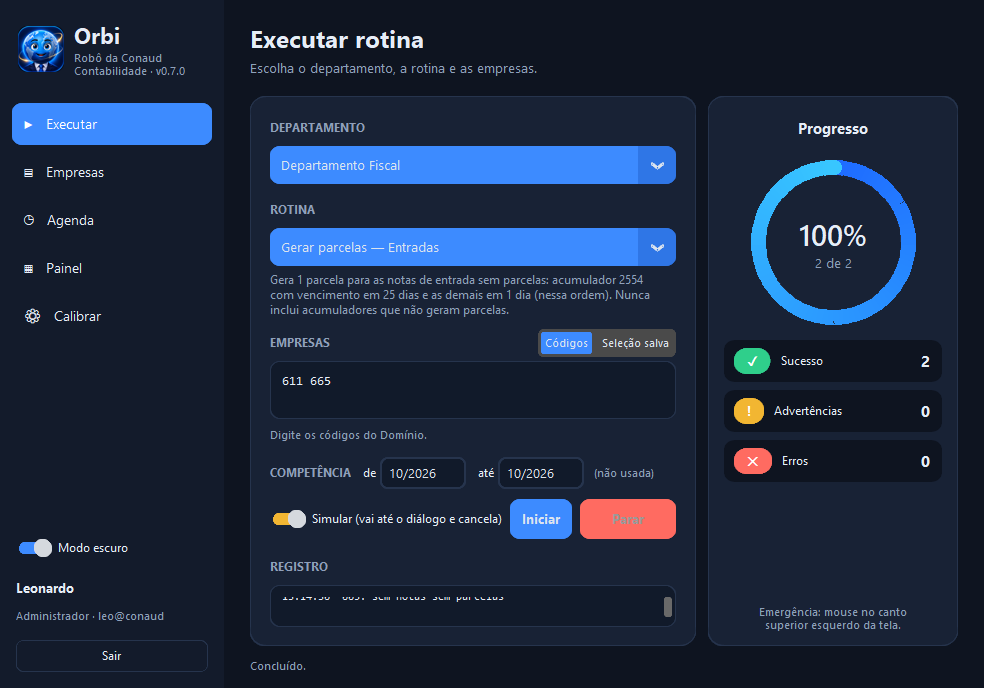 Orbi
Robô da Conaud
Contabilidade · v0.7.0
Executar
Empresas
Agenda
Painel
Calibrar
Modo escuro
Leonardo
Administrador · leo@conaud
Sair
Executar rotina
Escolha o departamento, a rotina e as empresas.
DEPARTAMENTO
Departamento Fiscal
ROTINA
Gerar parcelas — Entradas
Gera 1 parcela para as notas de entrada sem parcelas: acumulador 2554
com vencimento em 25 dias e as demais em 1 dia (nessa ordem). Nunca
inclui acumuladores que não geram parcelas.
EMPRESAS
Códigos Seleção salva
611 665
Digite os códigos do Domínio.
COMPETÊNCIA de 10/2026 até 10/2026 (não usada)
Simular (vai até o diálogo e cancela) Iniciar Parar
REGISTRO
665: sem notas sem parcelas
Concluído.
Progresso
100%
2 de 2
Sucesso 2
Advertências 0
Erros 0
Emergência: mouse no canto
superior esquerdo da tela.